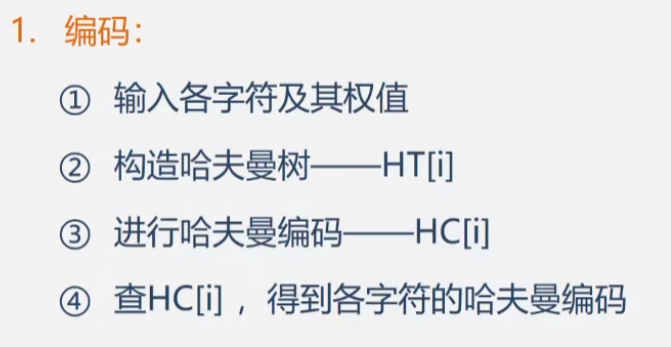 1. 编码：
① 输入各字符及其权值
② 构造哈夫曼树——HT[i]
③ 进行哈夫曼编码——HC[i]
④ 查HC[i]，得到各字符的哈夫曼编码